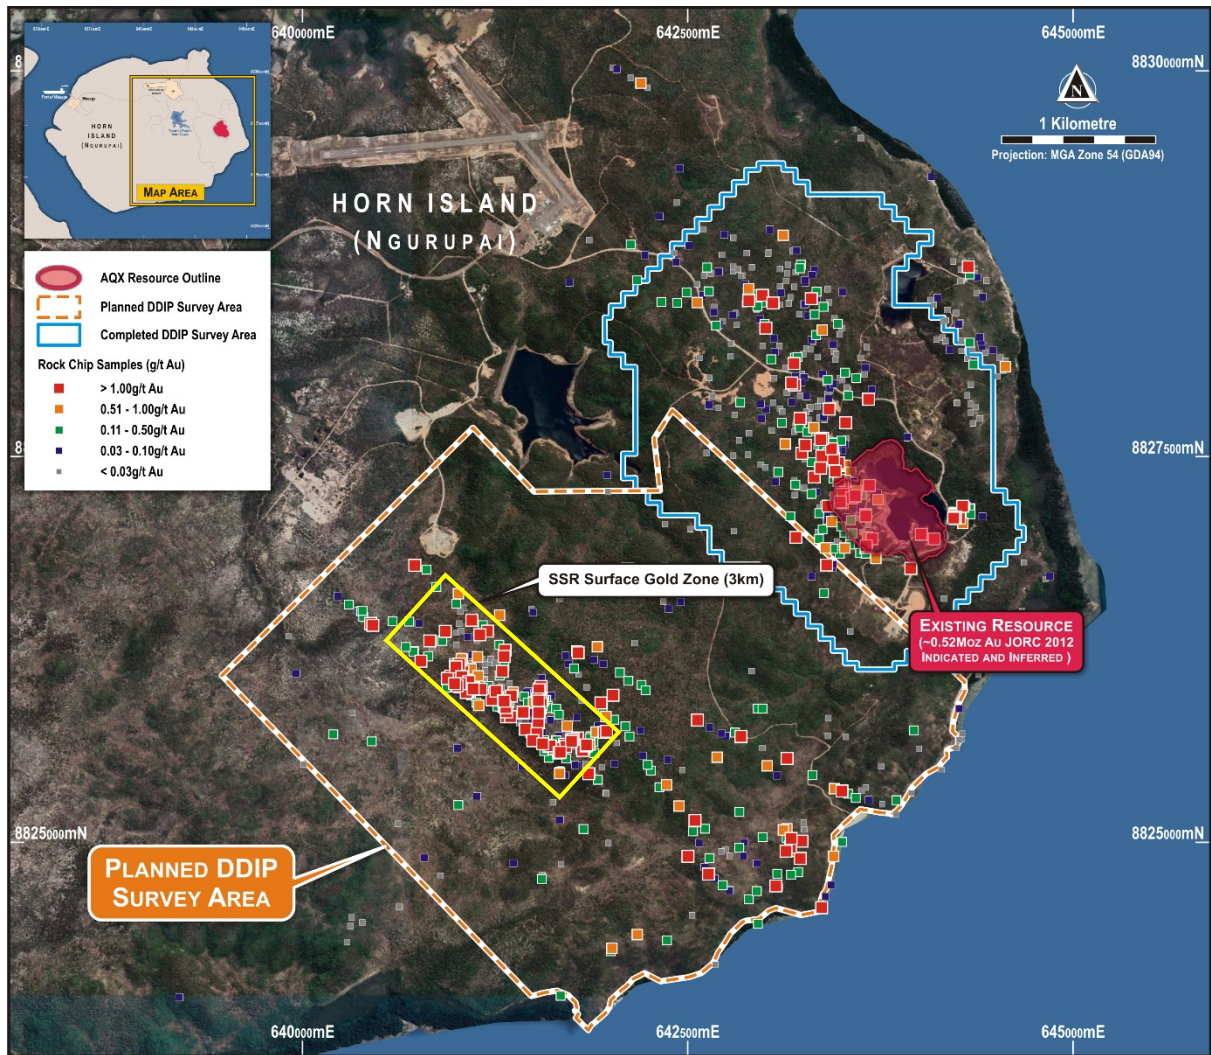 640000mE
642500mE
645000mE
8830000mN
1 Kilometre
Projection: MGA Zone 54 (GDA94)
N
HORN
ISLAND
(NGURUPAI)
MAP AREA
HORN ISLAND
(NGURUPAI)
AQX Resource Outline
Planned DDIP Survey Area
Completed DDIP Survey Area
Rock Chip Samples (g/t Au)
> 1.00g/t Au
0.51 - 1.00g/t Au
0.11 - 0.50g/t Au
0.03 - 0.10g/t Au
< 0.03g/t Au
8827500mN
SSR Surface Gold Zone (3km)
EXISTING RESOURCE
(~0.52MOZ AU JORC 2012
INDICATED AND INFERRED )
8825000mN
8825000mN
PLANNED DDIP
SURVEY AREA
640000mE
642500mE
645000mE